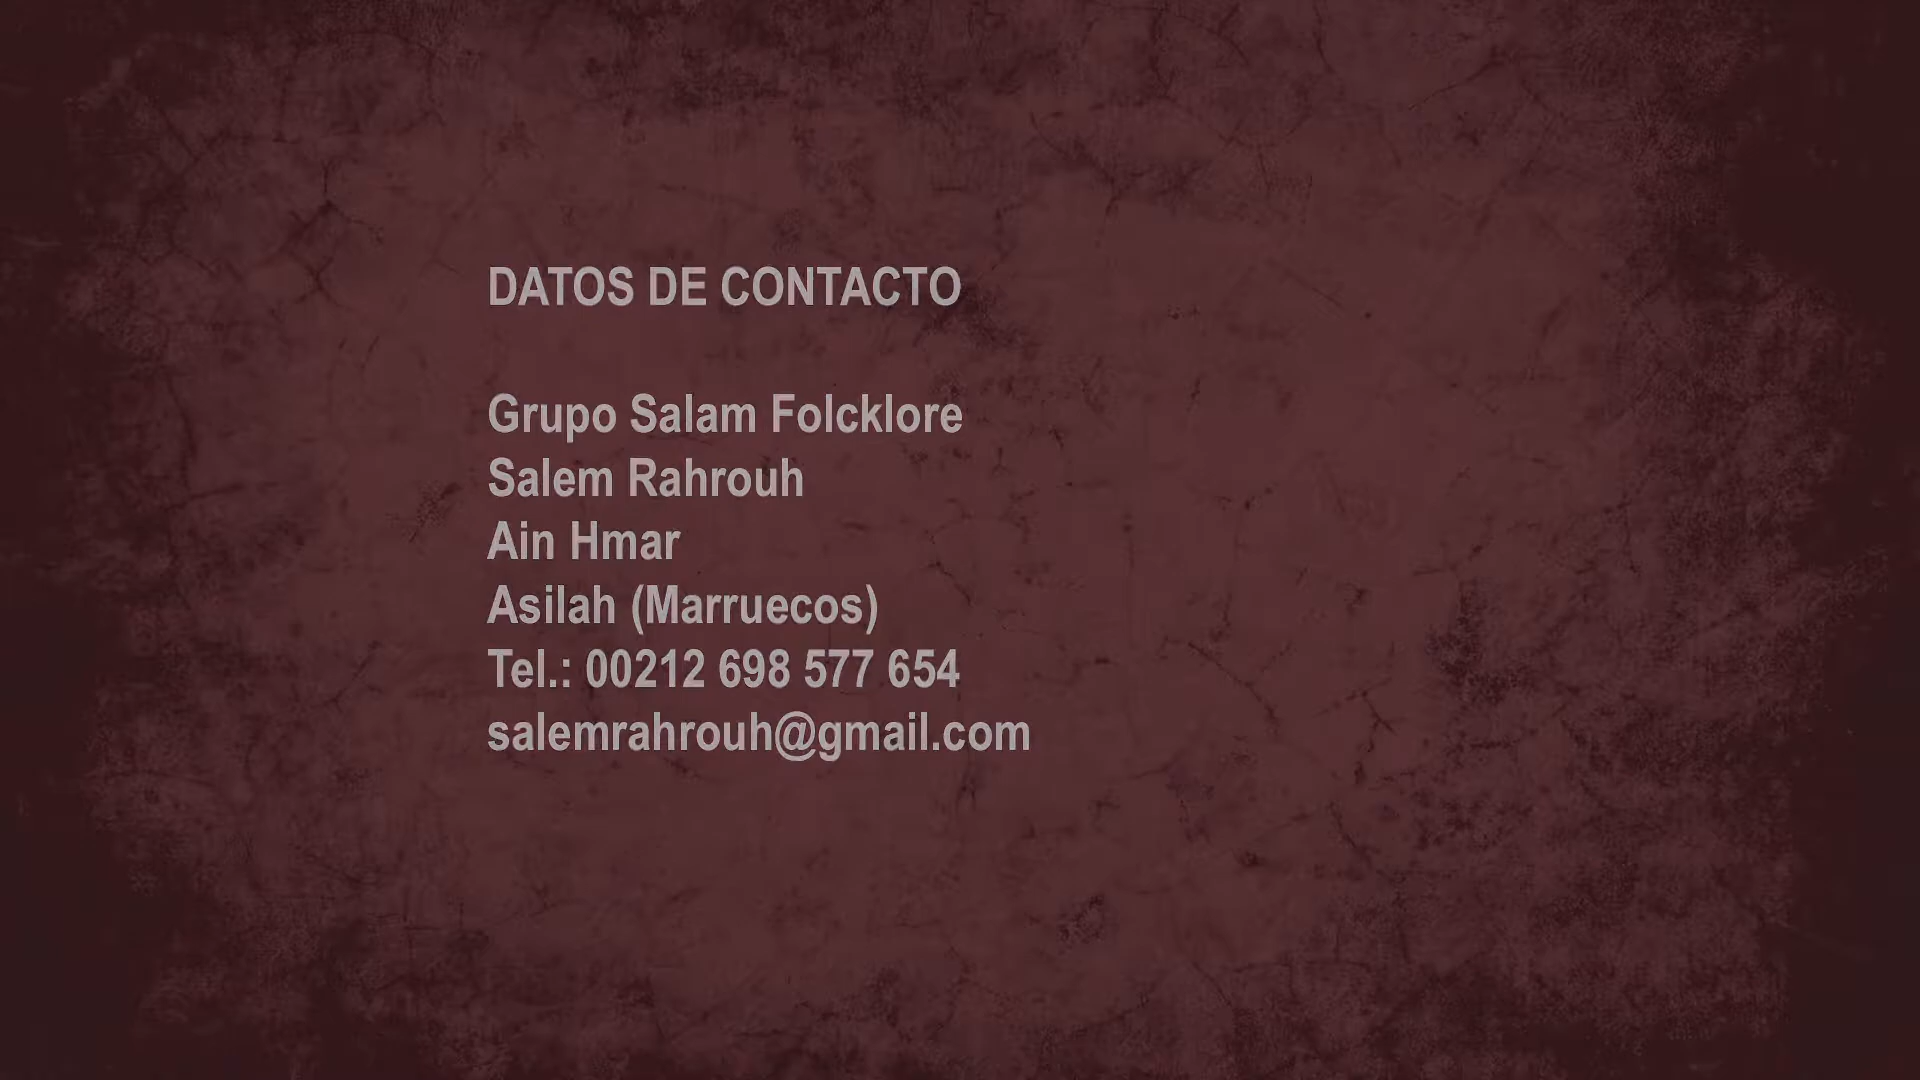 DATOS DE CONTACTO
Grupo Salam Folcklore
Salem Rahrouh
Ain Hmar
Asilah (Marruecos)
Tel.: 00212 698 577 654
salemrahrouh@gmail.com